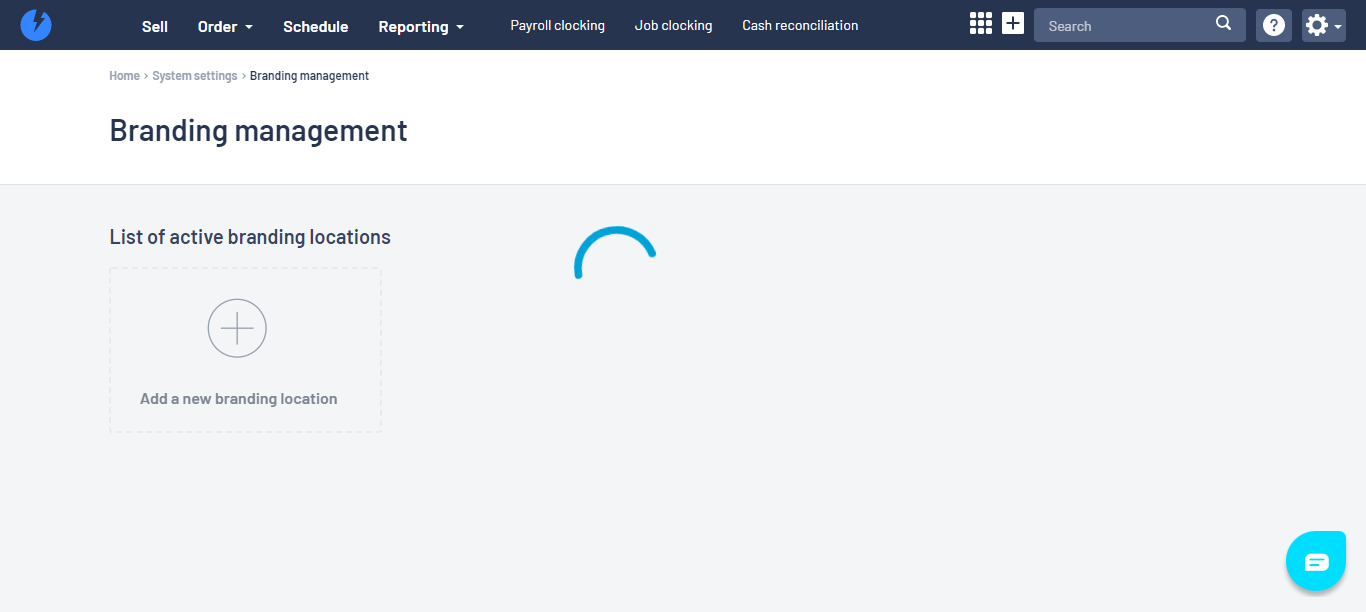 Sell Order Schedule Reporting Payroll clocking Job clocking Cash reconciliation Search
Home › System settings › Branding management
Branding management
List of active branding locations
Add a new branding location